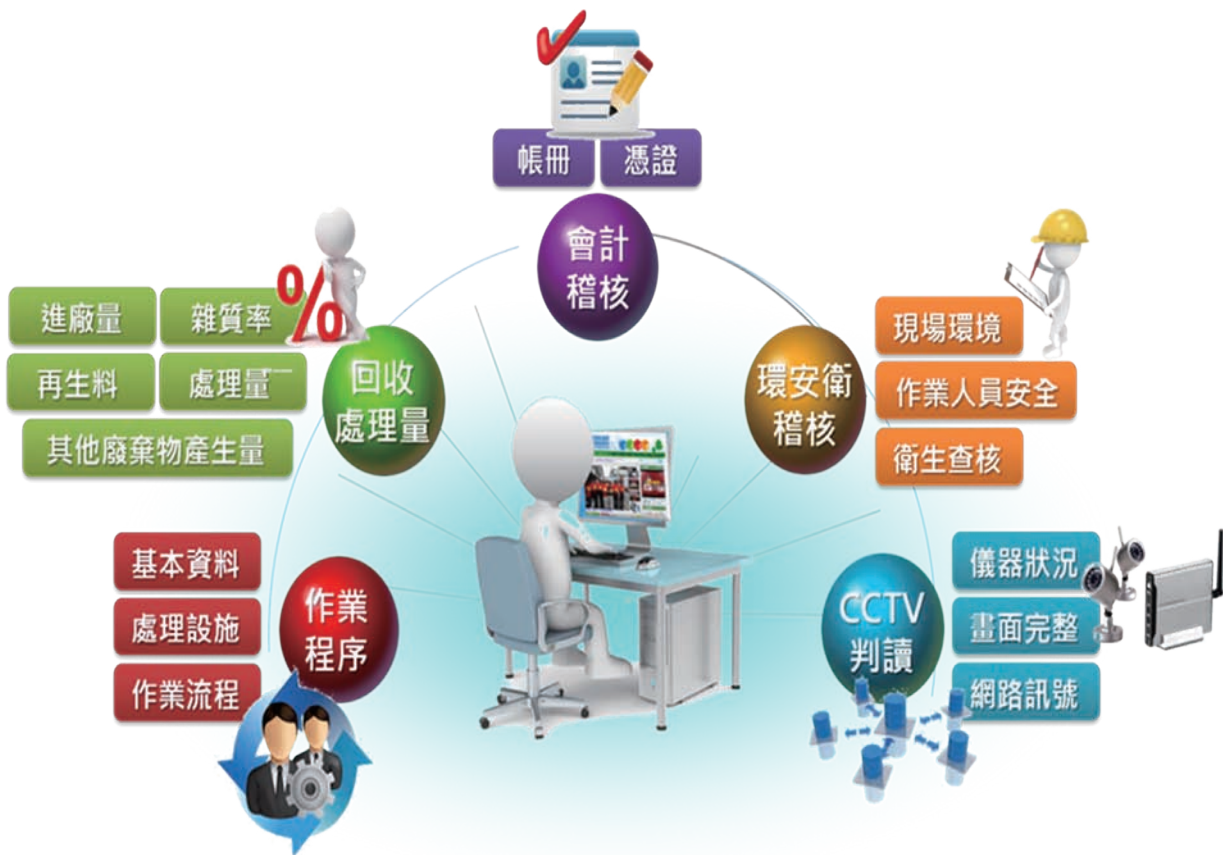 帳冊
憑證
會計
稽核
進廠量
雜質率
再生料
處理量
其他廢棄物產生量
回收
處理量
環安衛
稽核
現場環境
作業人員安全
衛生查核
基本資料
處理設施
作業流程
作業
程序
CCTV
判讀
儀器狀況
畫面完整
網路訊號